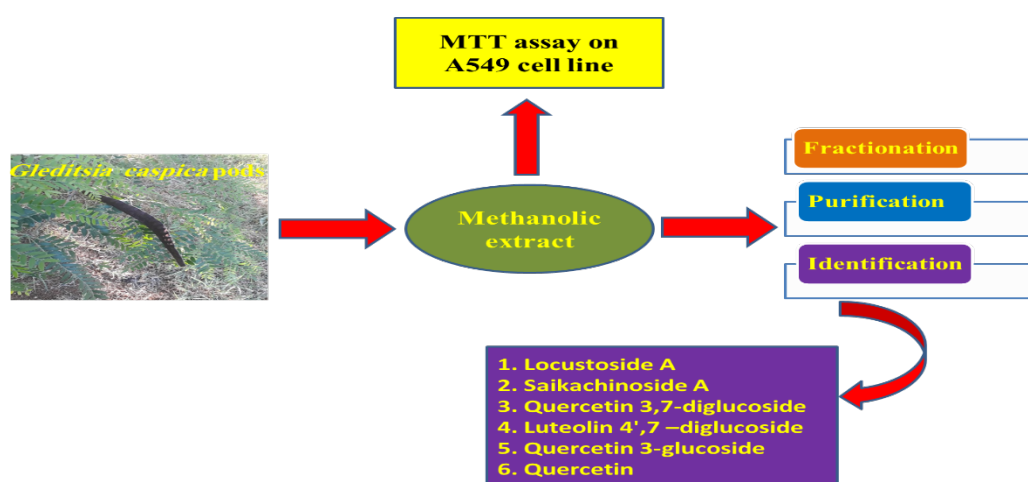 MTT assay on
A549 cell line
Gleditsia caspica pods
Methanolic
extract
Fractionation
Purification
Identification
1. Locustoside A
2. Saikachinoside A
3. Quercetin 3,7-diglucoside
4. Luteolin 4',7 –diglucoside
5. Quercetin 3-glucoside
6. Quercetin